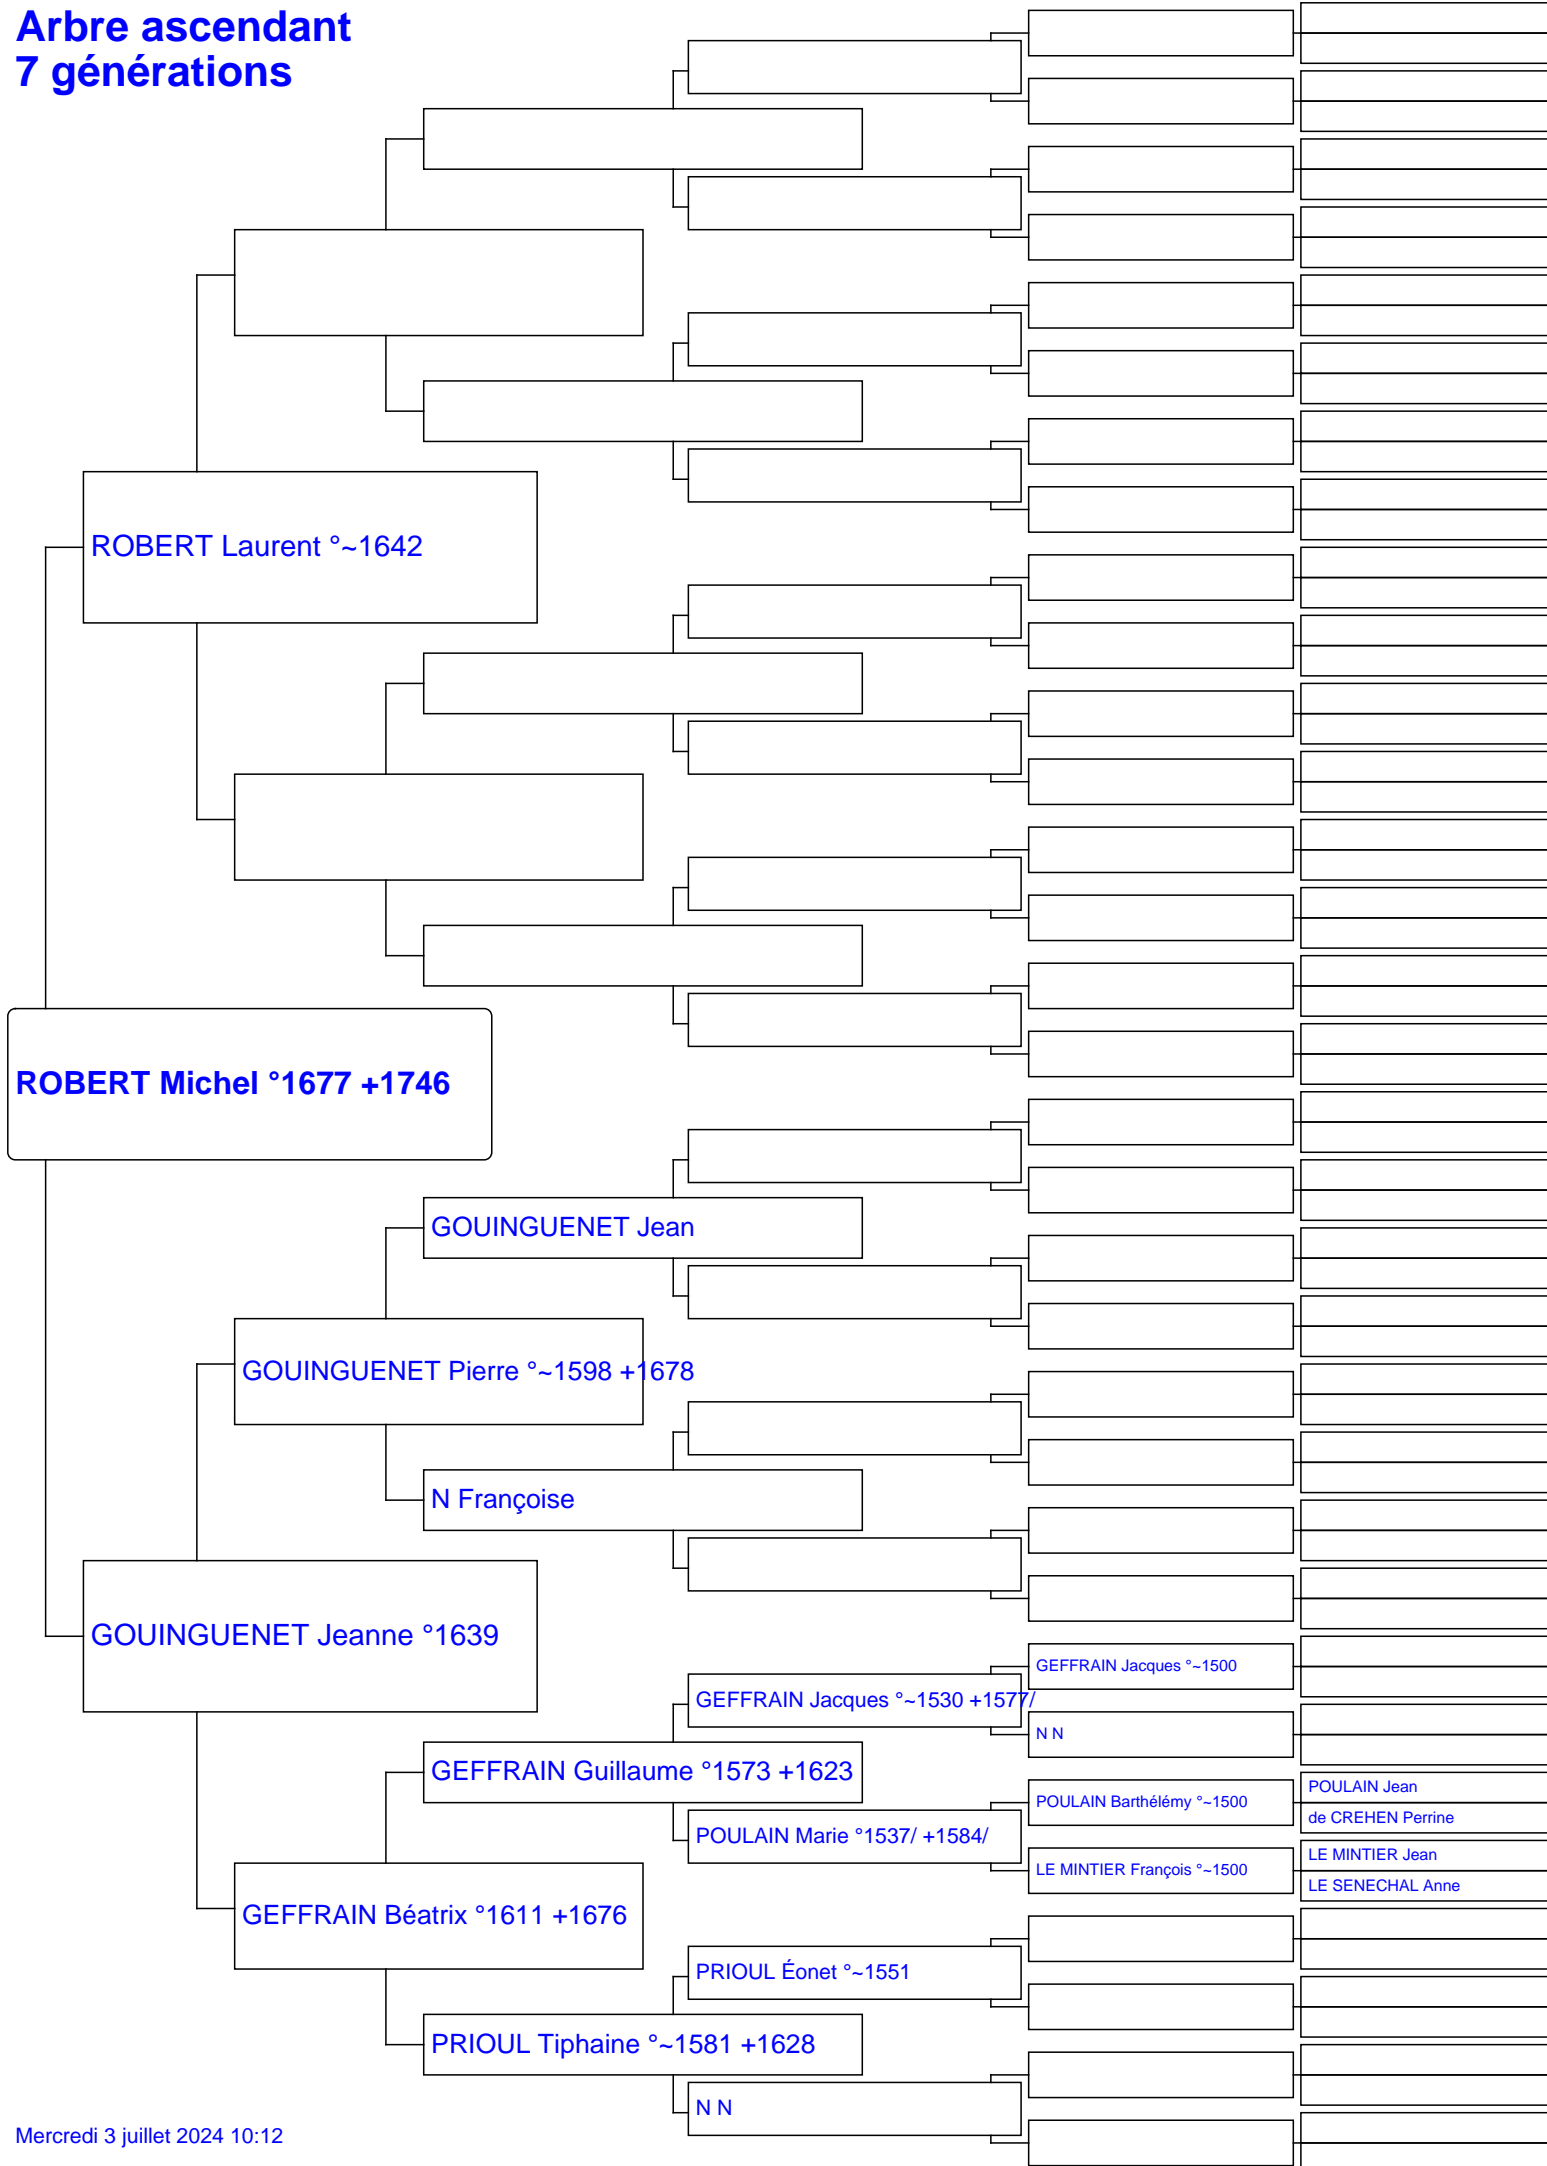 Arbre ascendant
7 générations
ROBERT Laurent °~1642
ROBERT Michel °1677 +1746
GOUINGUENET Jean
GOUINGUENET Pierre °~1598 +1678
N Françoise
GOUINGUENET Jeanne °1639
GEFFRAIN Jacques °~1500
GEFFRAIN Jacques °~1530 +1577/
N N
GEFFRAIN Guillaume °1573 +1623
POULAIN Jean
POULAIN Barthélémy °~1500
de CREHEN Perrine
POULAIN Marie °1537/ +1584/
LE MINTIER Jean
LE MINTIER François °~1500
LE SENECHAL Anne
GEFFRAIN Béatrix °1611 +1676
PRIOUL Éonet °~1551
PRIOUL Tiphaine °~1581 +1628
N N
Mercredi 3 juillet 2024 10:12